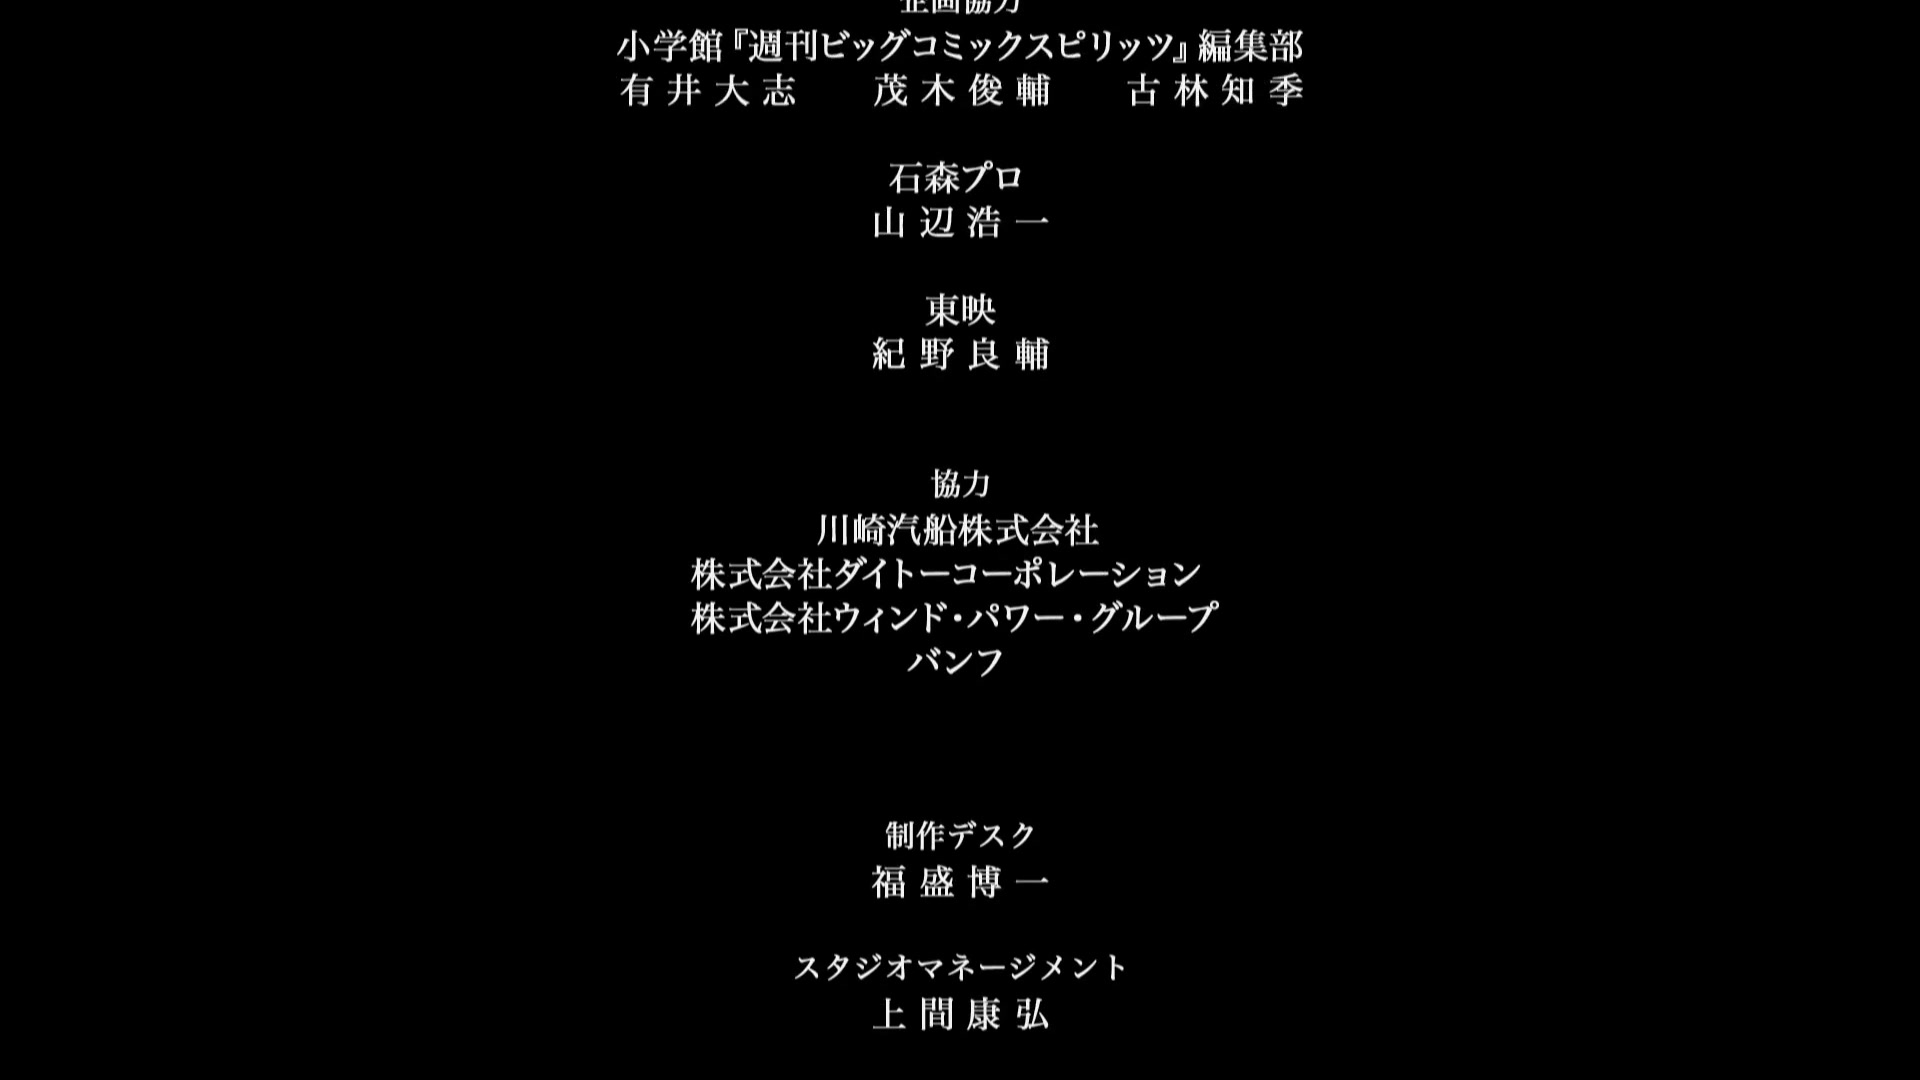 企画協力
小学館『週刊ビッグコミックスピリッツ』編集部
有井大志　茂木俊輔　古林知季
石森プロ
山辺浩一
東映
紀野良輔
協力
川崎汽船株式会社
株式会社ダイトーコーポレーション
株式会社ウィンド・パワー・グループ
バンフ
制作デスク
福盛博一
スタジオマネージメント
上間康弘